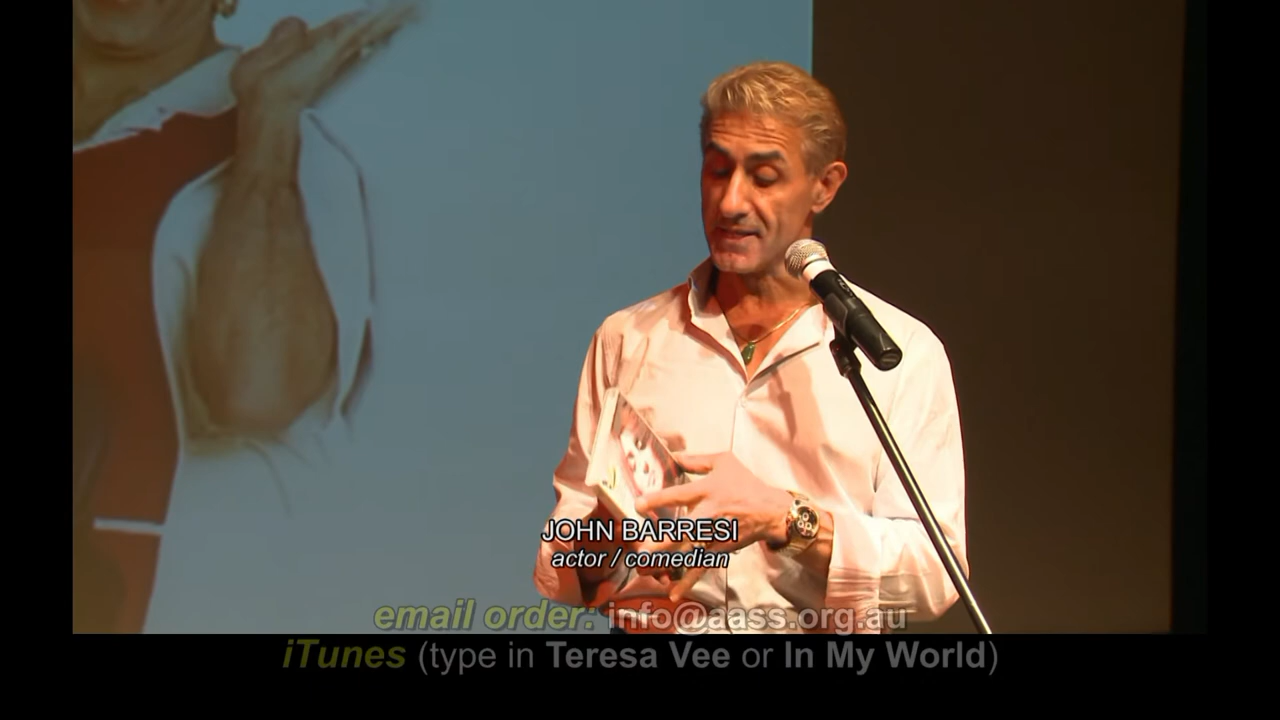 JOHN BARRESI
actor / comedian
email order: info@aass.org.au
iTunes (type in Teresa Vee or In My World)